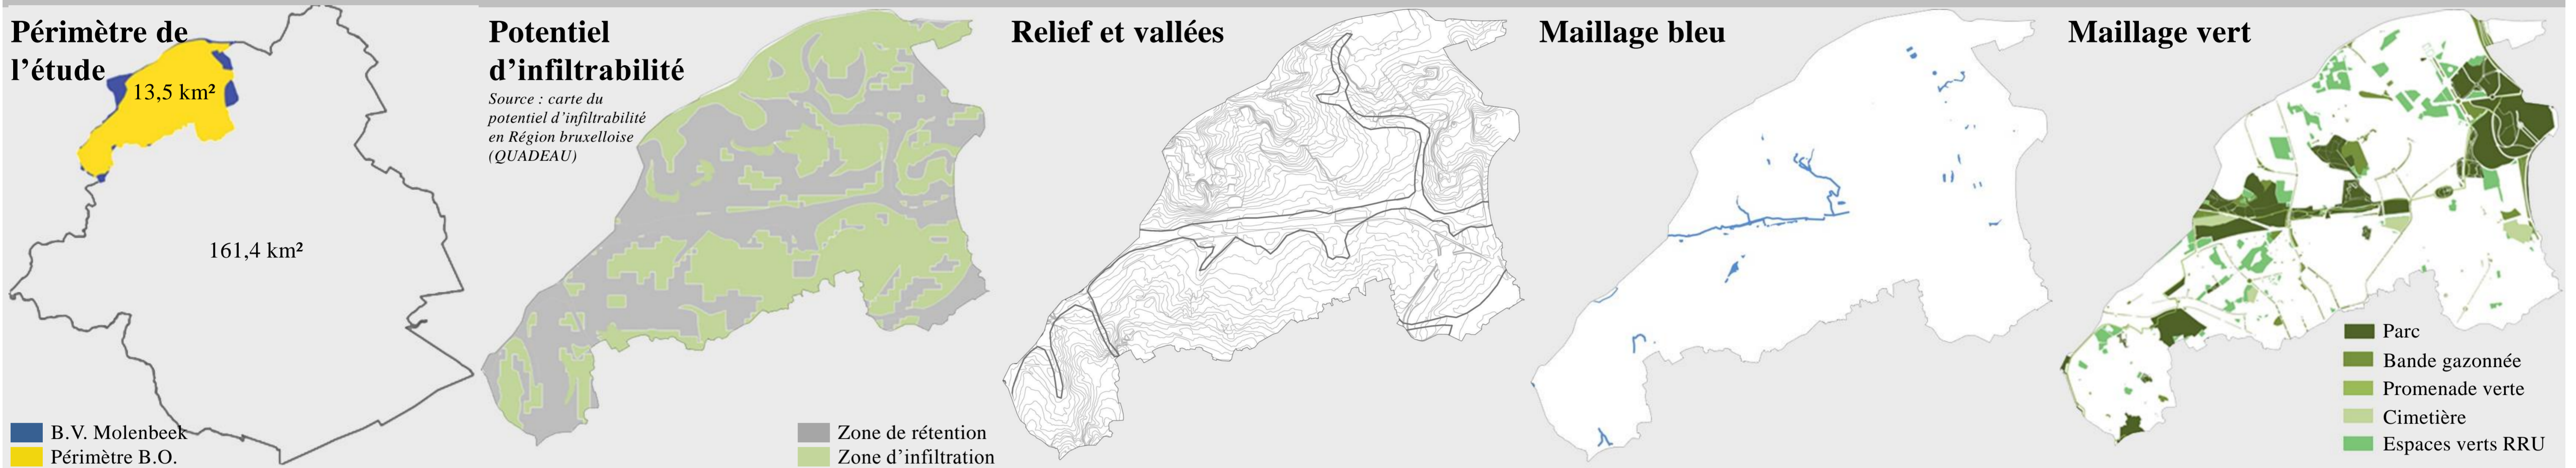 Périmètre de
l'étude
13,5 km²
161,4 km²
B.V. Molenbeek
Périmètre B.O.
Potentiel
d'infiltrabilité
Source : carte du
potentiel d'infiltrabilité
en Région bruxelloise
(QUADEAU)
Zone de rétention
Zone d'infiltration
Relief et vallées
Maillage bleu
Maillage vert
Parc
Bande gazonnée
Promenade verte
Cimetière
Espaces verts RRU